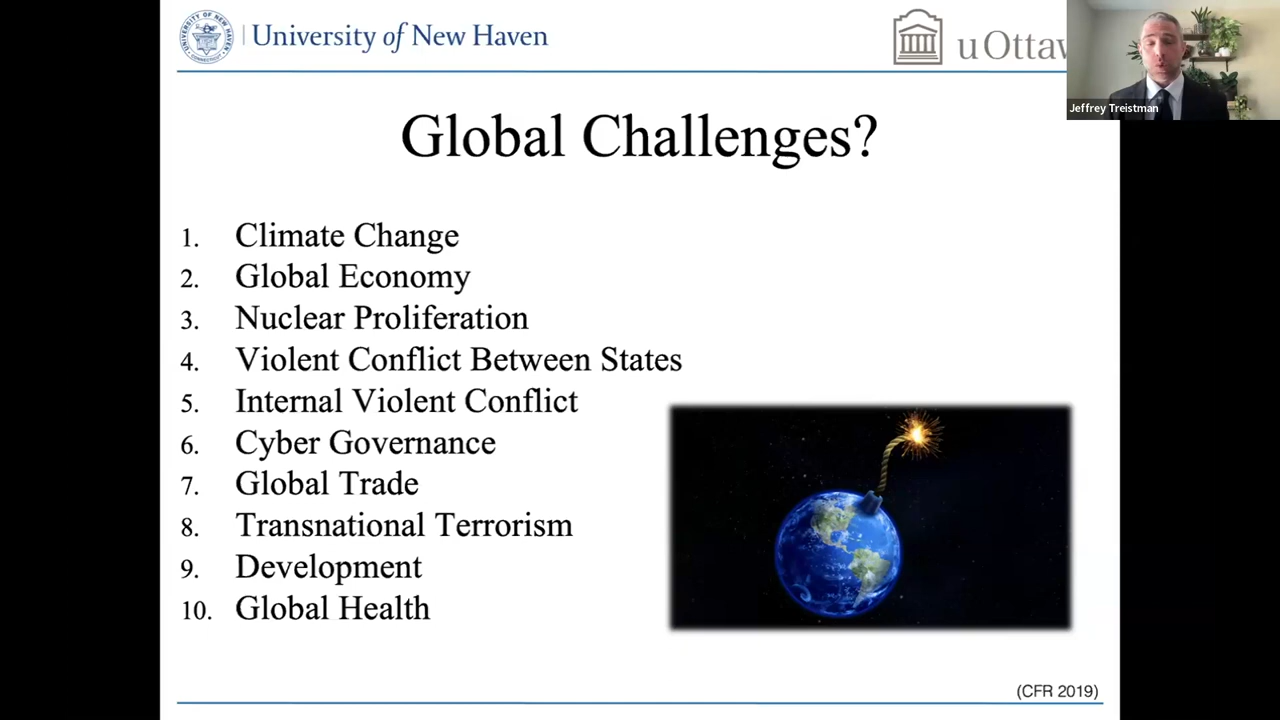 University of New Haven
uOttaw
Jeffrey Treistman
Global Challenges?
1. Climate Change
2. Global Economy
3. Nuclear Proliferation
4. Violent Conflict Between States
5. Internal Violent Conflict
6. Cyber Governance
7. Global Trade
8. Transnational Terrorism
9. Development
10. Global Health
(CFR 2019)